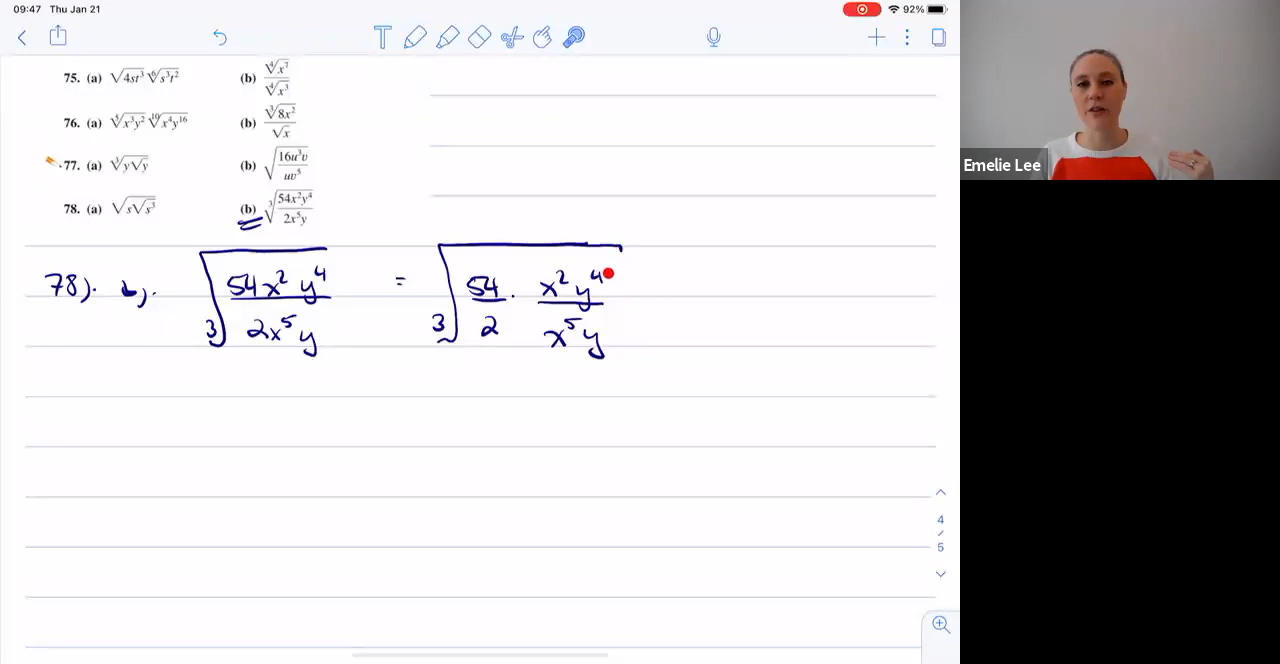 09:47 Thu Jan 21
92%
75. (a) √4st³ ⁶√s³t² (b) ⁴√x⁷ / ⁴√x³
76. (a) ⁵√x³y² ¹⁰√x⁴y¹⁶ (b) ³√8x² / √x
77. (a) ³√y√y (b) √16u³v / uv⁵
78. (a) √s√s³ (b) ³√54x²y⁴ / 2x⁵y
78). b). ³√54x²y⁴ / 2x⁵y = ³√54 / 2 · x²y⁴ / x⁵y
4 / 5
Emelie Lee